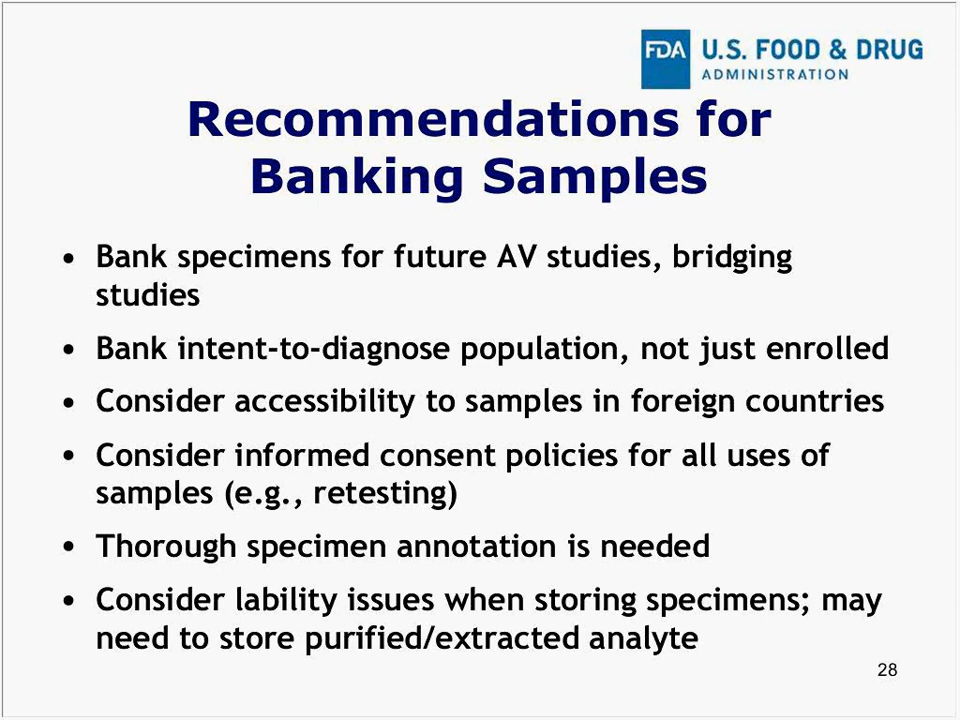 FDA U.S. FOOD & DRUG
ADMINISTRATION
Recommendations for
Banking Samples
• Bank specimens for future AV studies, bridging
studies
• Bank intent-to-diagnose population, not just enrolled
• Consider accessibility to samples in foreign countries
• Consider informed consent policies for all uses of
samples (e.g., retesting)
• Thorough specimen annotation is needed
• Consider lability issues when storing specimens; may
need to store purified/extracted analyte
28